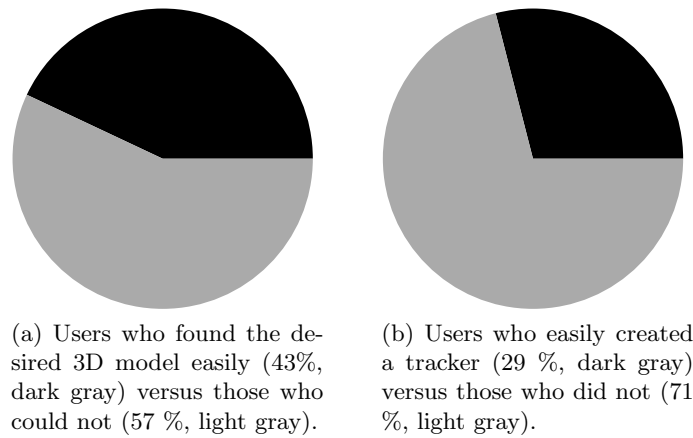 (a) Users who found the de-
sired 3D model easily (43%,
dark gray) versus those who
could not (57 %, light gray).
(b) Users who easily created
a tracker (29 %, dark gray)
versus those who did not (71
%, light gray).